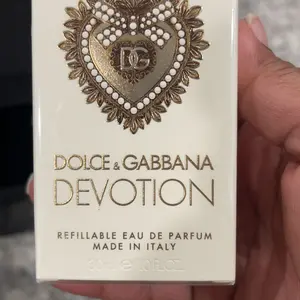 DG
DOLCE & GABBANA
DEVOTION
REFILLABLE EAU DE PARFUM
MADE IN ITALY